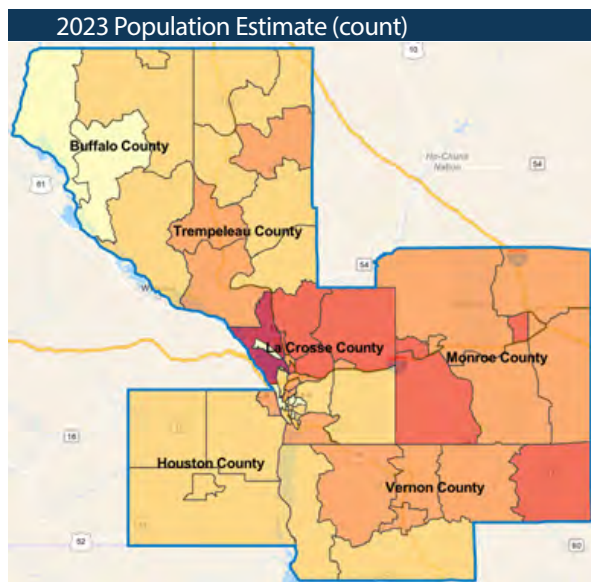 2023 Population Estimate (count)
10
Buffalo County
Ho-Chunk
Nation
54
61
Trempeleau County
54
La Crosse County
Monroe County
16
Houston County
Vernon County
52
60